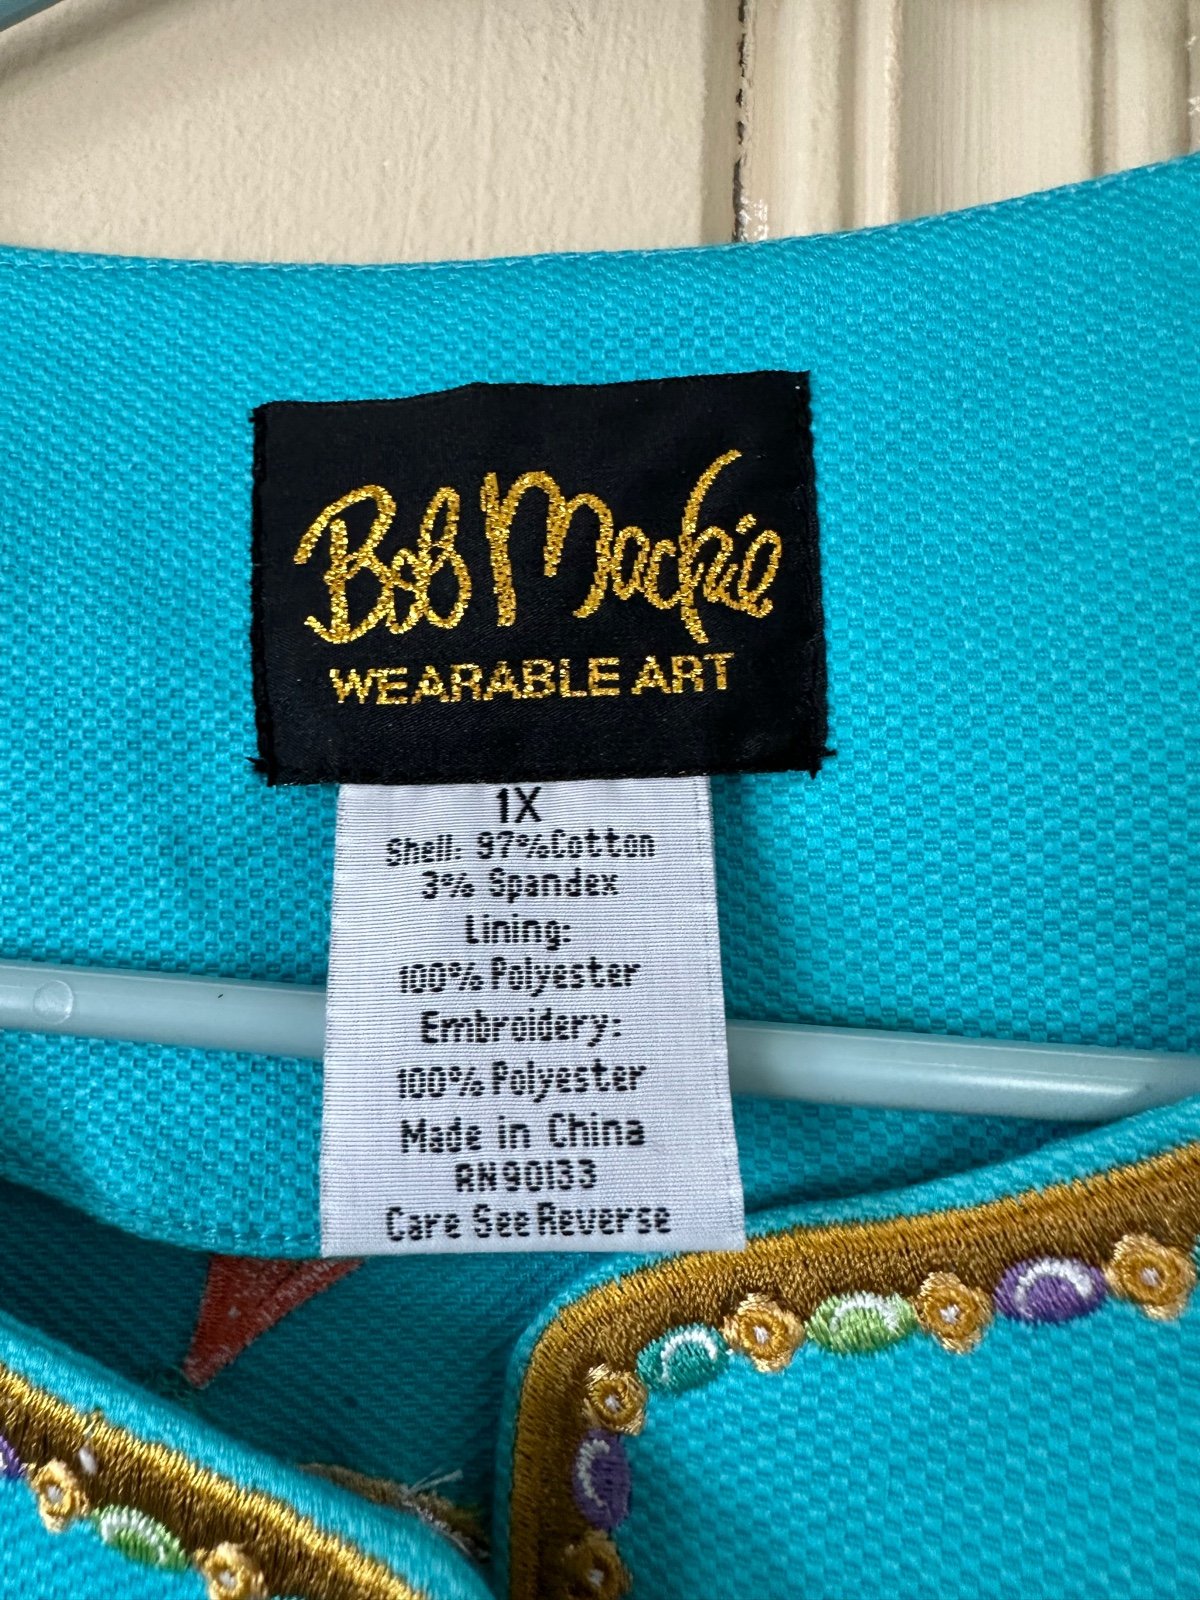 Bob Mackie
WEARABLE ART
1X
Shell: 97%Cotton
3% Spandex
Lining:
100% Polyester
Embroidery:
100% Polyester
Made in China
RN90133
Care See Reverse